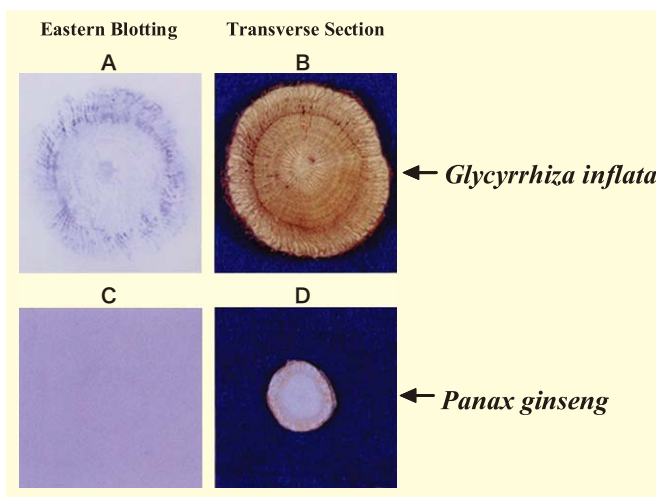 Eastern Blotting Transverse Section
A B
Glycyrrhiza inflata
C D
Panax ginseng